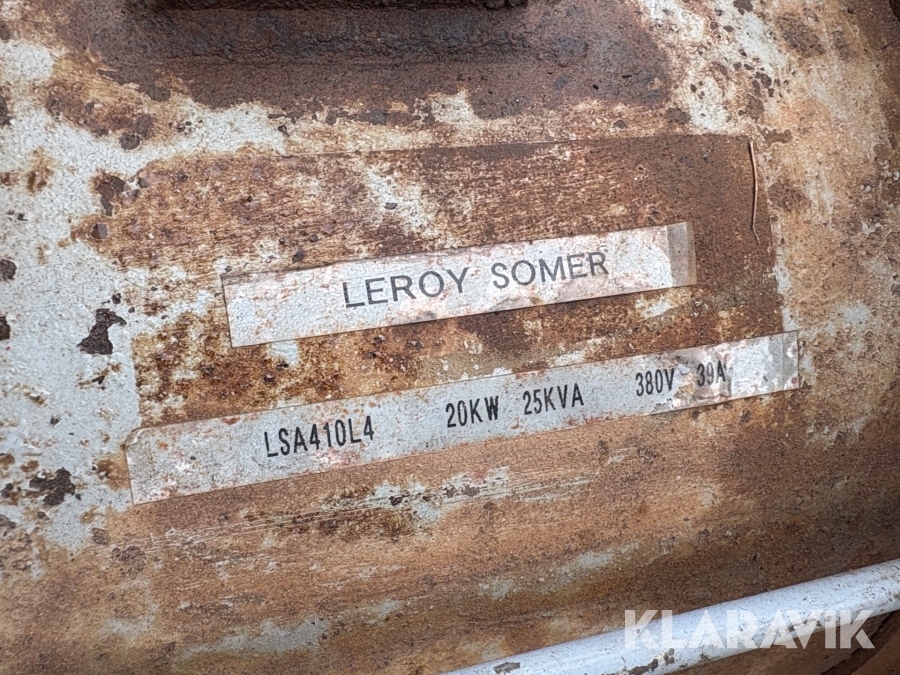 LEROY SOMER
LSA410L4 20KW 25KVA 380V 39A
KLARAVIK